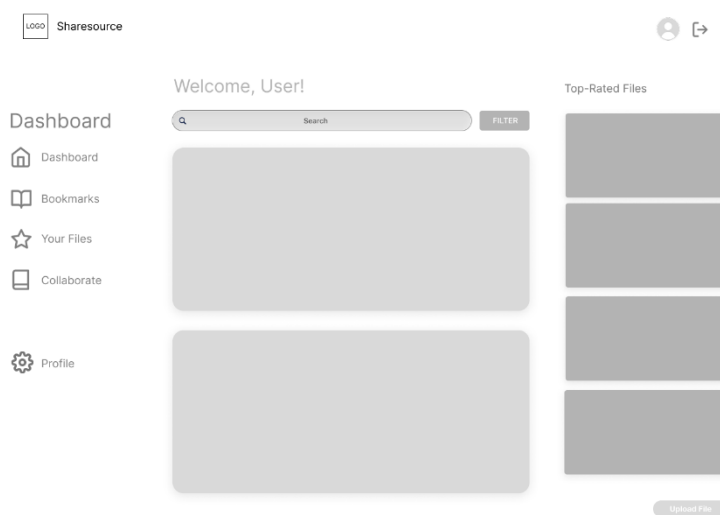 LOGO
Sharesource
Welcome, User!
Top-Rated Files
Dashboard
Search
FILTER
Dashboard
Bookmarks
Your Files
Collaborate
Profile
Upload File